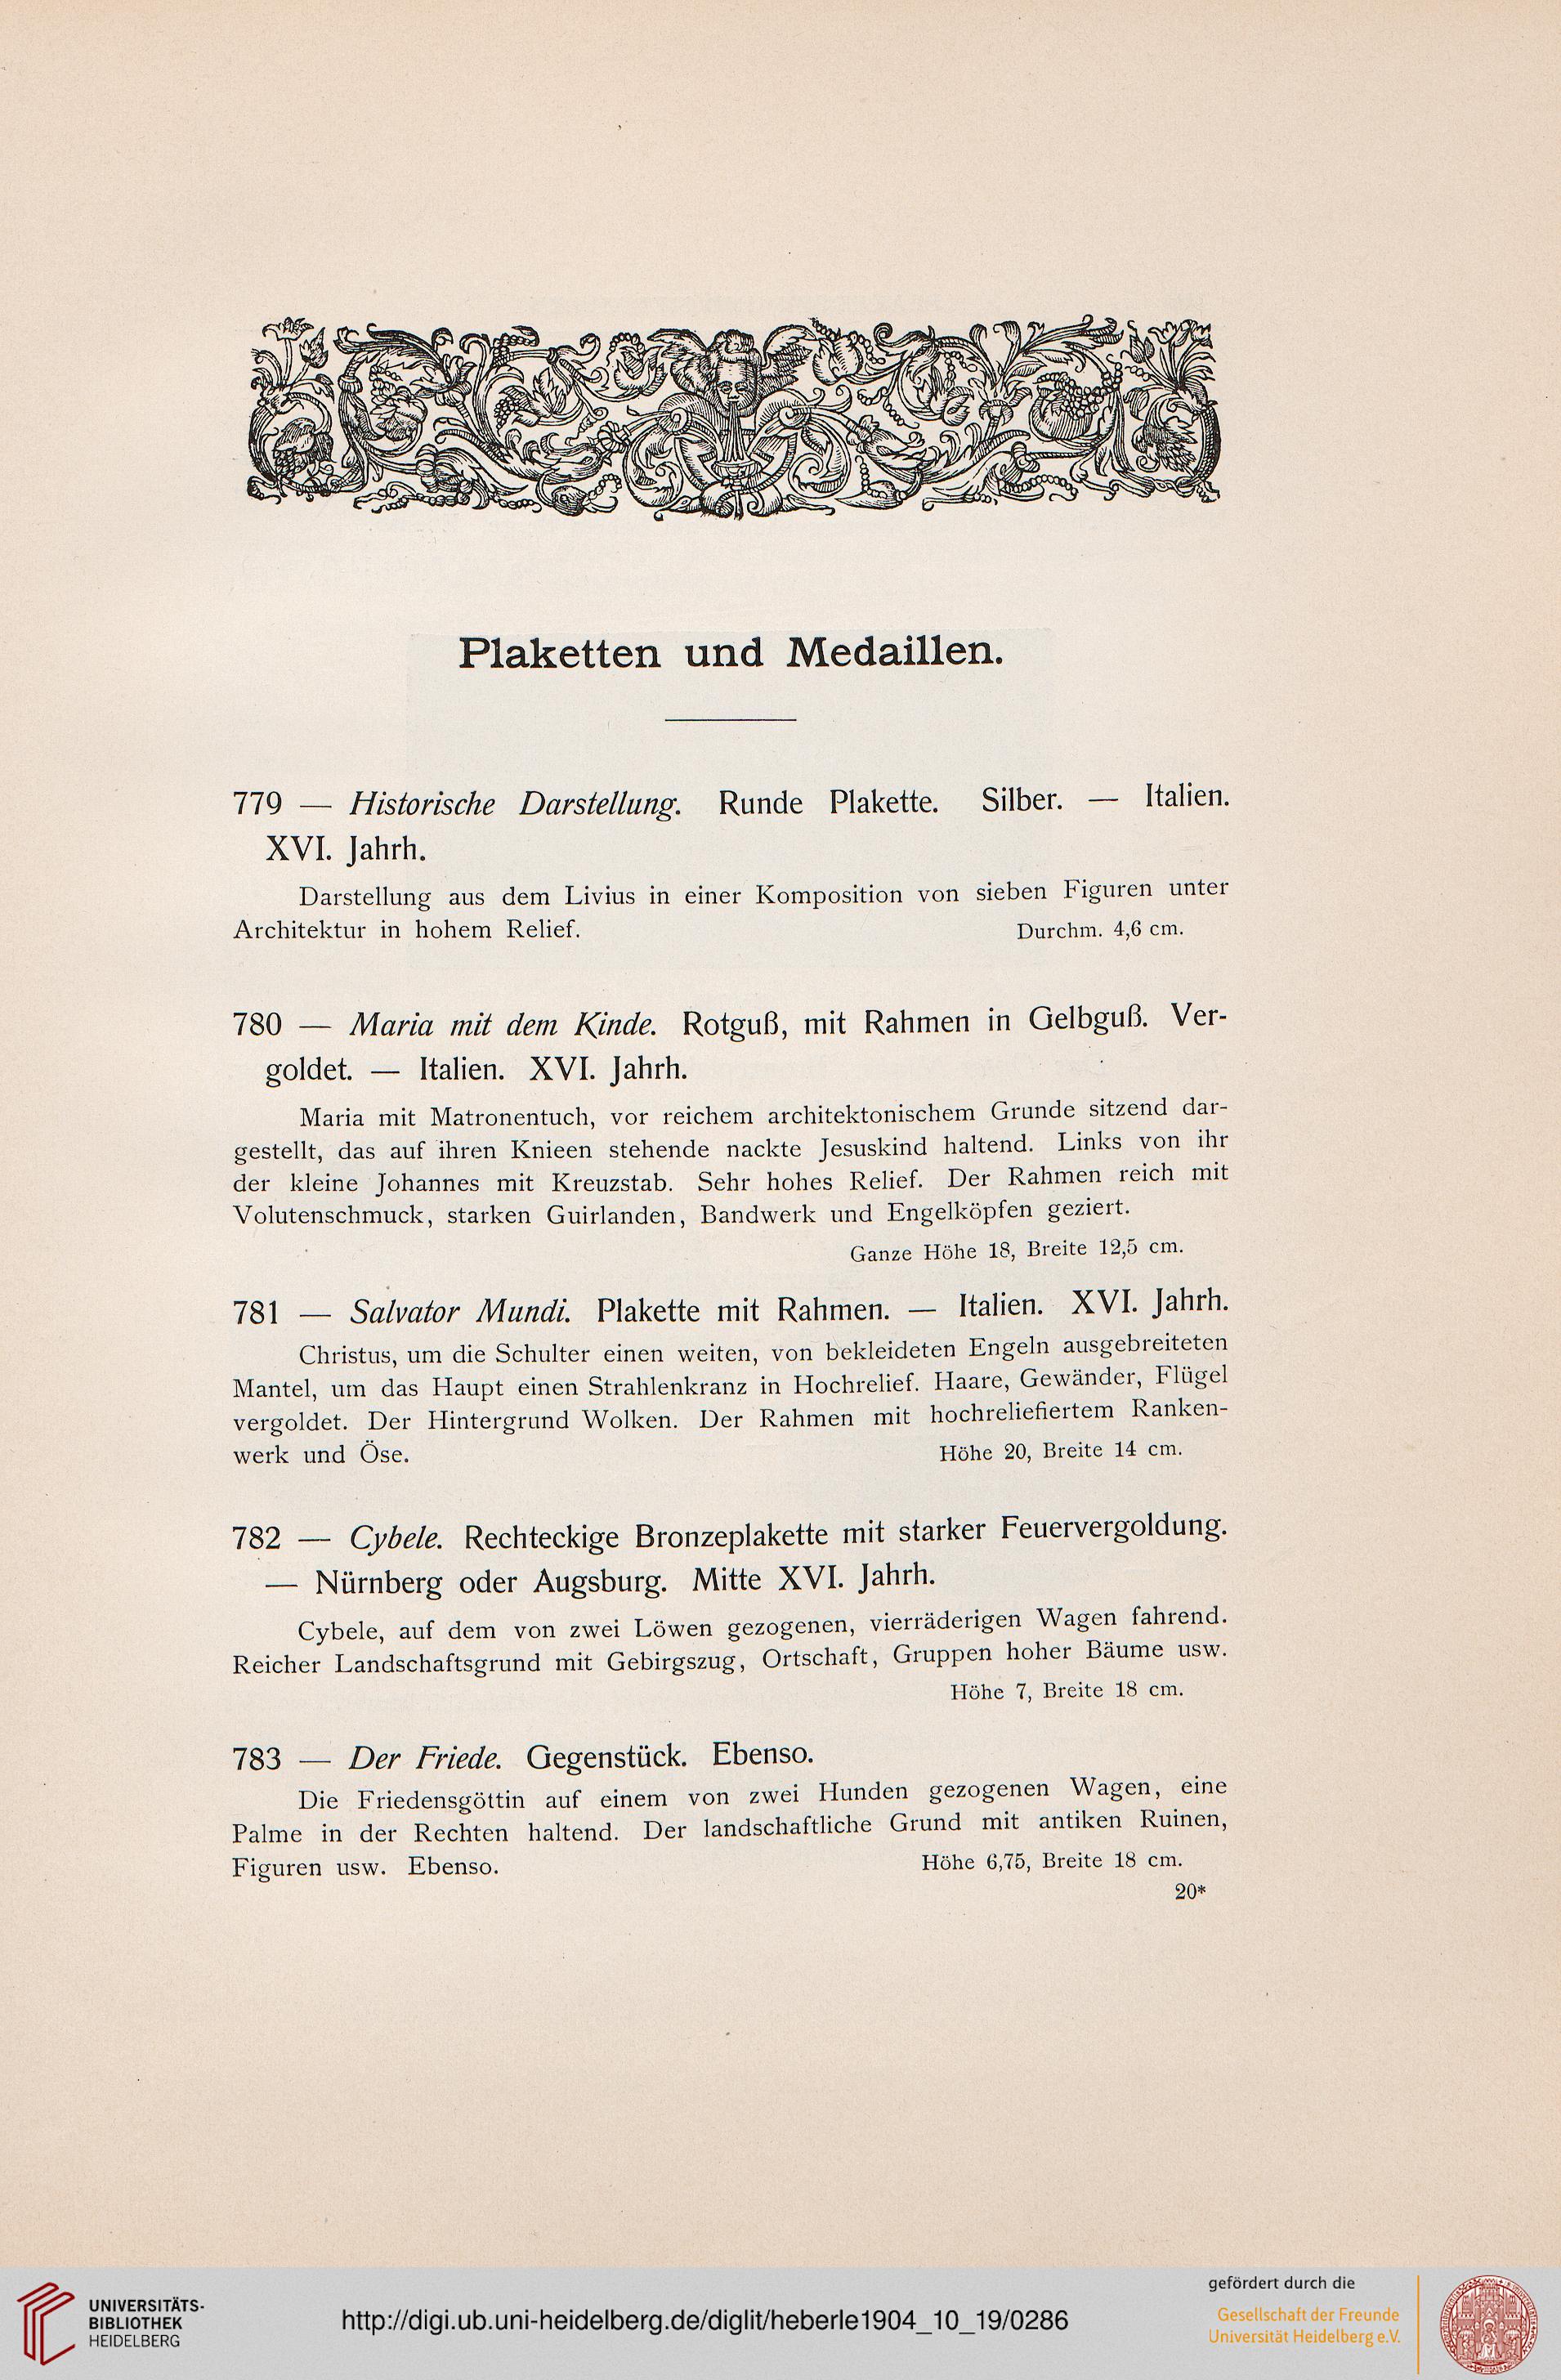 Plaketten und Medaillen.
779 — Historische Darstellung. Runde Plakette. Silber. — Italien.
XVI. Jahrh.
Darstellung aus dem Livius in einer Komposition von sieben Figuren unter
Architektur in hohem Relief. Durchm. 4,6 cm.
780 — Maria mit dem Kinde. Rotguß, mit Rahmen in Gelbguß. Ver-
goldet. — Italien. XVI. Jahrh.
Maria mit Matronentuch, vor reichem architektonischem Grunde sitzend dar-
gestellt, das auf ihren Knieen stehende nackte Jesuskind haltend. Links von ihr
der kleine Johannes mit Kreuzstab. Sehr hohes Relief. Der Rahmen reich mit
Volutenschmuck, starken Guirlanden, Bandwerk und Engelköpfen geziert.
Ganze Höhe 18, Breite 12,5 cm.
781 — Salvator Mundi. Plakette mit Rahmen. — Italien. XVI. Jahrh.
Christus, um die Schulter einen weiten, von bekleideten Engeln ausgebreiteten
Mantel, um das Haupt einen Strahlenkranz in Hochrelief. Haare, Gewänder, Flügel
vergoldet. Der Hintergrund Wolken. Der Rahmen mit hochreliefiertem Ranken-
werk und Öse. Höhe 20, Breite 14 cm.
782 — Cybele. Rechteckige Bronzeplakette mit starker Feuervergoldung.
— Nürnberg oder Augsburg. Mitte XVI. Jahrh.
Cybele, auf dem von zwei Löwen gezogenen, vierräderigen Wagen fahrend.
Reicher Landschaftsgrund mit Gebirgszug, Ortschaft, Gruppen hoher Bäume usw.
Höhe 7, Breite 18 cm.
783 — Der Friede. Gegenstück. Ebenso.
Die Friedensgöttin auf einem von zwei Hunden gezogenen Wagen, eine
Palme in der Rechten haltend. Der landschaftliche Grund mit antiken Ruinen,
Figuren usw. Ebenso. Höhe 6,75, Breite 18 cm.
20*
UNIVERSITÄTS-
BIBLIOTHEK
HEIDELBERG
http://digi.ub.uni-heidelberg.de/diglit/heberle1904_10_19/0286
gefördert durch die
Gesellschaft der Freunde
Universität Heidelberg e.V.